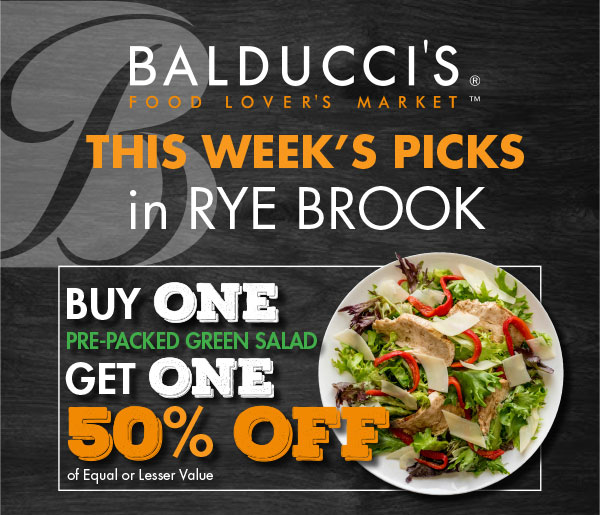 BALDUCCI'S®
FOOD LOVER'S MARKET™
THIS WEEK'S PICKS
in RYE BROOK
BUY ONE
PRE-PACKED GREEN SALAD
GET ONE
50% OFF
of Equal or Lesser Value